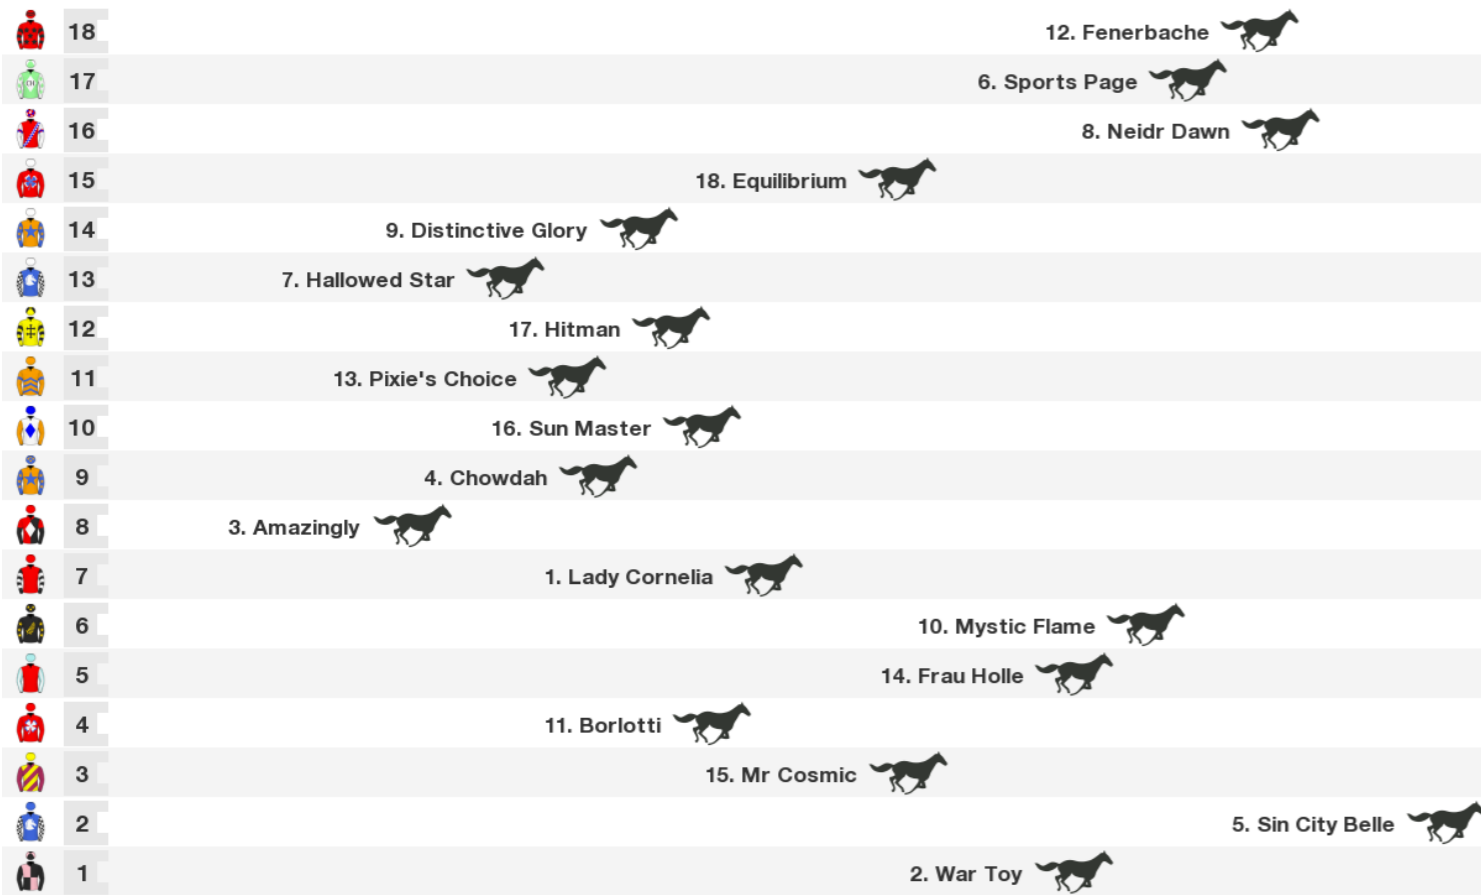 18 12. Fenerbache
17 6. Sports Page
16 8. Neidr Dawn
15 18. Equilibrium
14 9. Distinctive Glory
13 7. Hallowed Star
12 17. Hitman
11 13. Pixie's Choice
10 16. Sun Master
9 4. Chowdah
8 3. Amazingly
7 1. Lady Cornelia
6 10. Mystic Flame
5 14. Frau Holle
4 11. Borlotti
3 15. Mr Cosmic
2 5. Sin City Belle
1 2. War Toy